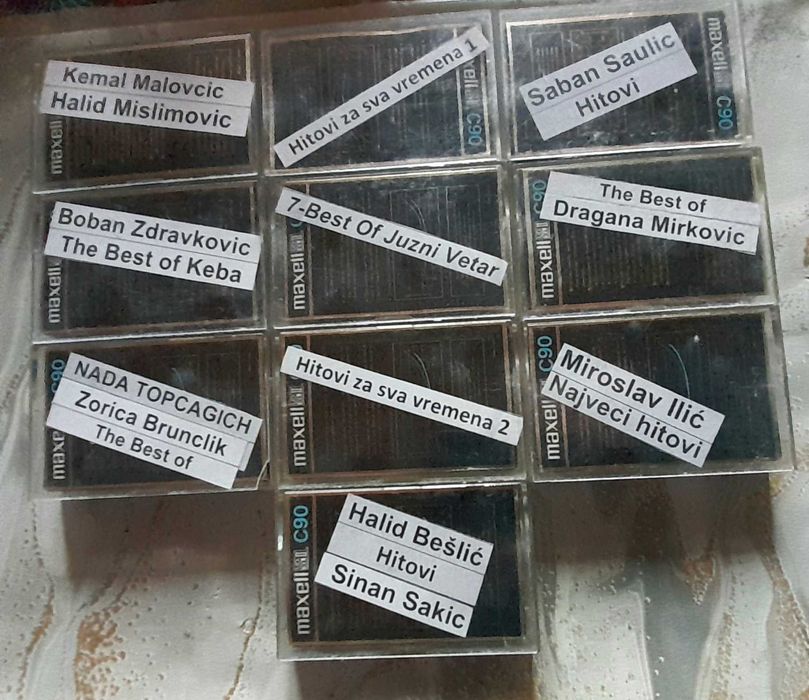 Kemal Malovcic
Halid Mislimovic
maxell
Hitovi za sva vremena 1
C90
Saban Saulic
Hitovi
maxell
C90
Boban Zdravkovic
The Best of Keba
maxell
7-Best Of Juzni Vetar
maxell
The Best of
Dragana Mirkovic
maxell
C90
NADA TOPCAGICH
Zorica Brunclik
The Best of
Hitovi za sva vremena 2
maxell
Miroslav Ilić
Najveci hitovi
maxell
C90
Halid Bešlić
Hitovi
Sinan Sakic
maxell
C90